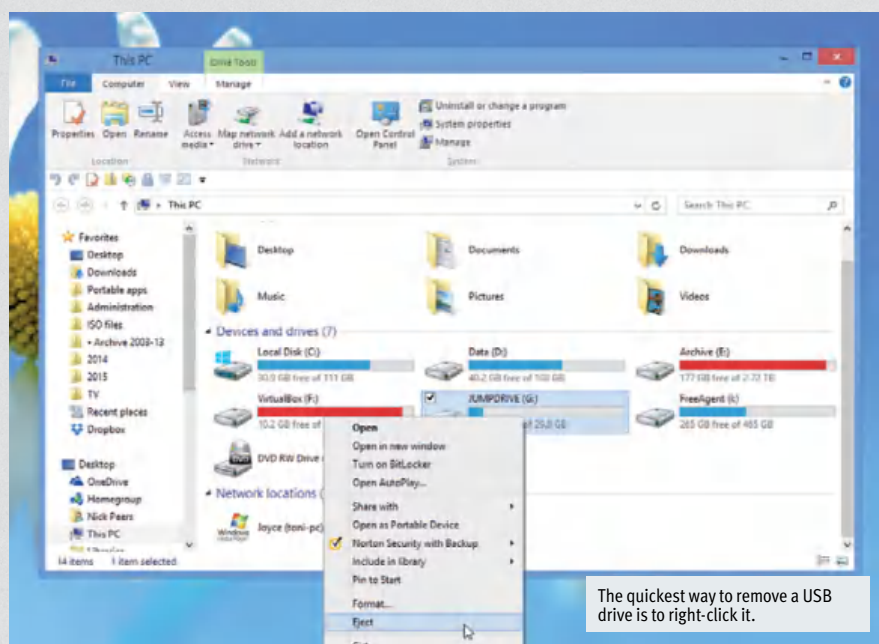 This PC
Drive Tools
File Computer View Manage
Properties Open Rename
Access media
Map network drive
Add a network location
Open Control Panel
Uninstall or change a program
System properties
Manage
Location
Network
System
This PC
Search This PC
Favorites
Desktop
Downloads
Portable apps
Administration
ISO files
• Archive 2003-13
2014
2015
TV
Recent places
Dropbox
Desktop
OneDrive
Homegroup
Nick Peers
This PC
Desktop
Documents
Downloads
Music
Pictures
Videos
Devices and drives (7)
Local Disk (C:)
30.9 GB free of 111 GB
Data (D:)
40.2 GB free of
Archive (E:)
177 GB free of 2.72 TB
VirtualBox (F:)
10.2 GB free of
JUMPDRIVE (G:)
of 29.8 GB
FreeAgent
265 GB free of 465 GB
DVD RW Drive
Network locations (
Joyce (toni-pc)
14 items 1 item selected
Open
Open in new window
Turn on BitLocker
Open AutoPlay...
Share with
Open as Portable Device
Norton Security with Backup
Include in library
Pin to Start
Format...
Eject
The quickest way to remove a USB
drive is to right-click it.